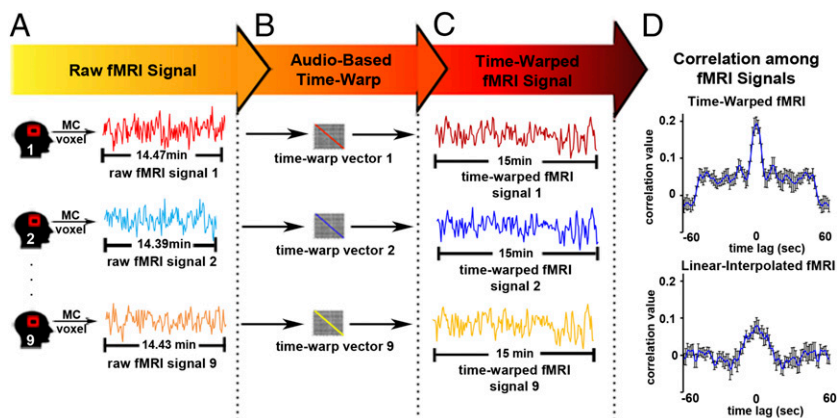 A
B
C
D
Raw fMRI Signal
Audio-Based
Time-Warp
Time-Warped
fMRI Signal
Correlation among
fMRI Signals
1
MC
voxel
14.47min
raw fMRI signal 1
time-warp vector 1
15min
time-warped fMRI
signal 1
2
MC
voxel
14.39min
raw fMRI signal 2
time-warp vector 2
15min
time-warped fMRI
signal 2
9
MC
voxel
14.43 min
raw fMRI signal 9
time-warp vector 9
15 min
time-warped fMRI
signal 9
Time-Warped fMRI
correlation value
0.2
0.1
0
-60
0
60
time lag (sec)
Linear-Interpolated fMRI
correlation value
0.2
0.1
0
-60
0
60
time lag (sec)